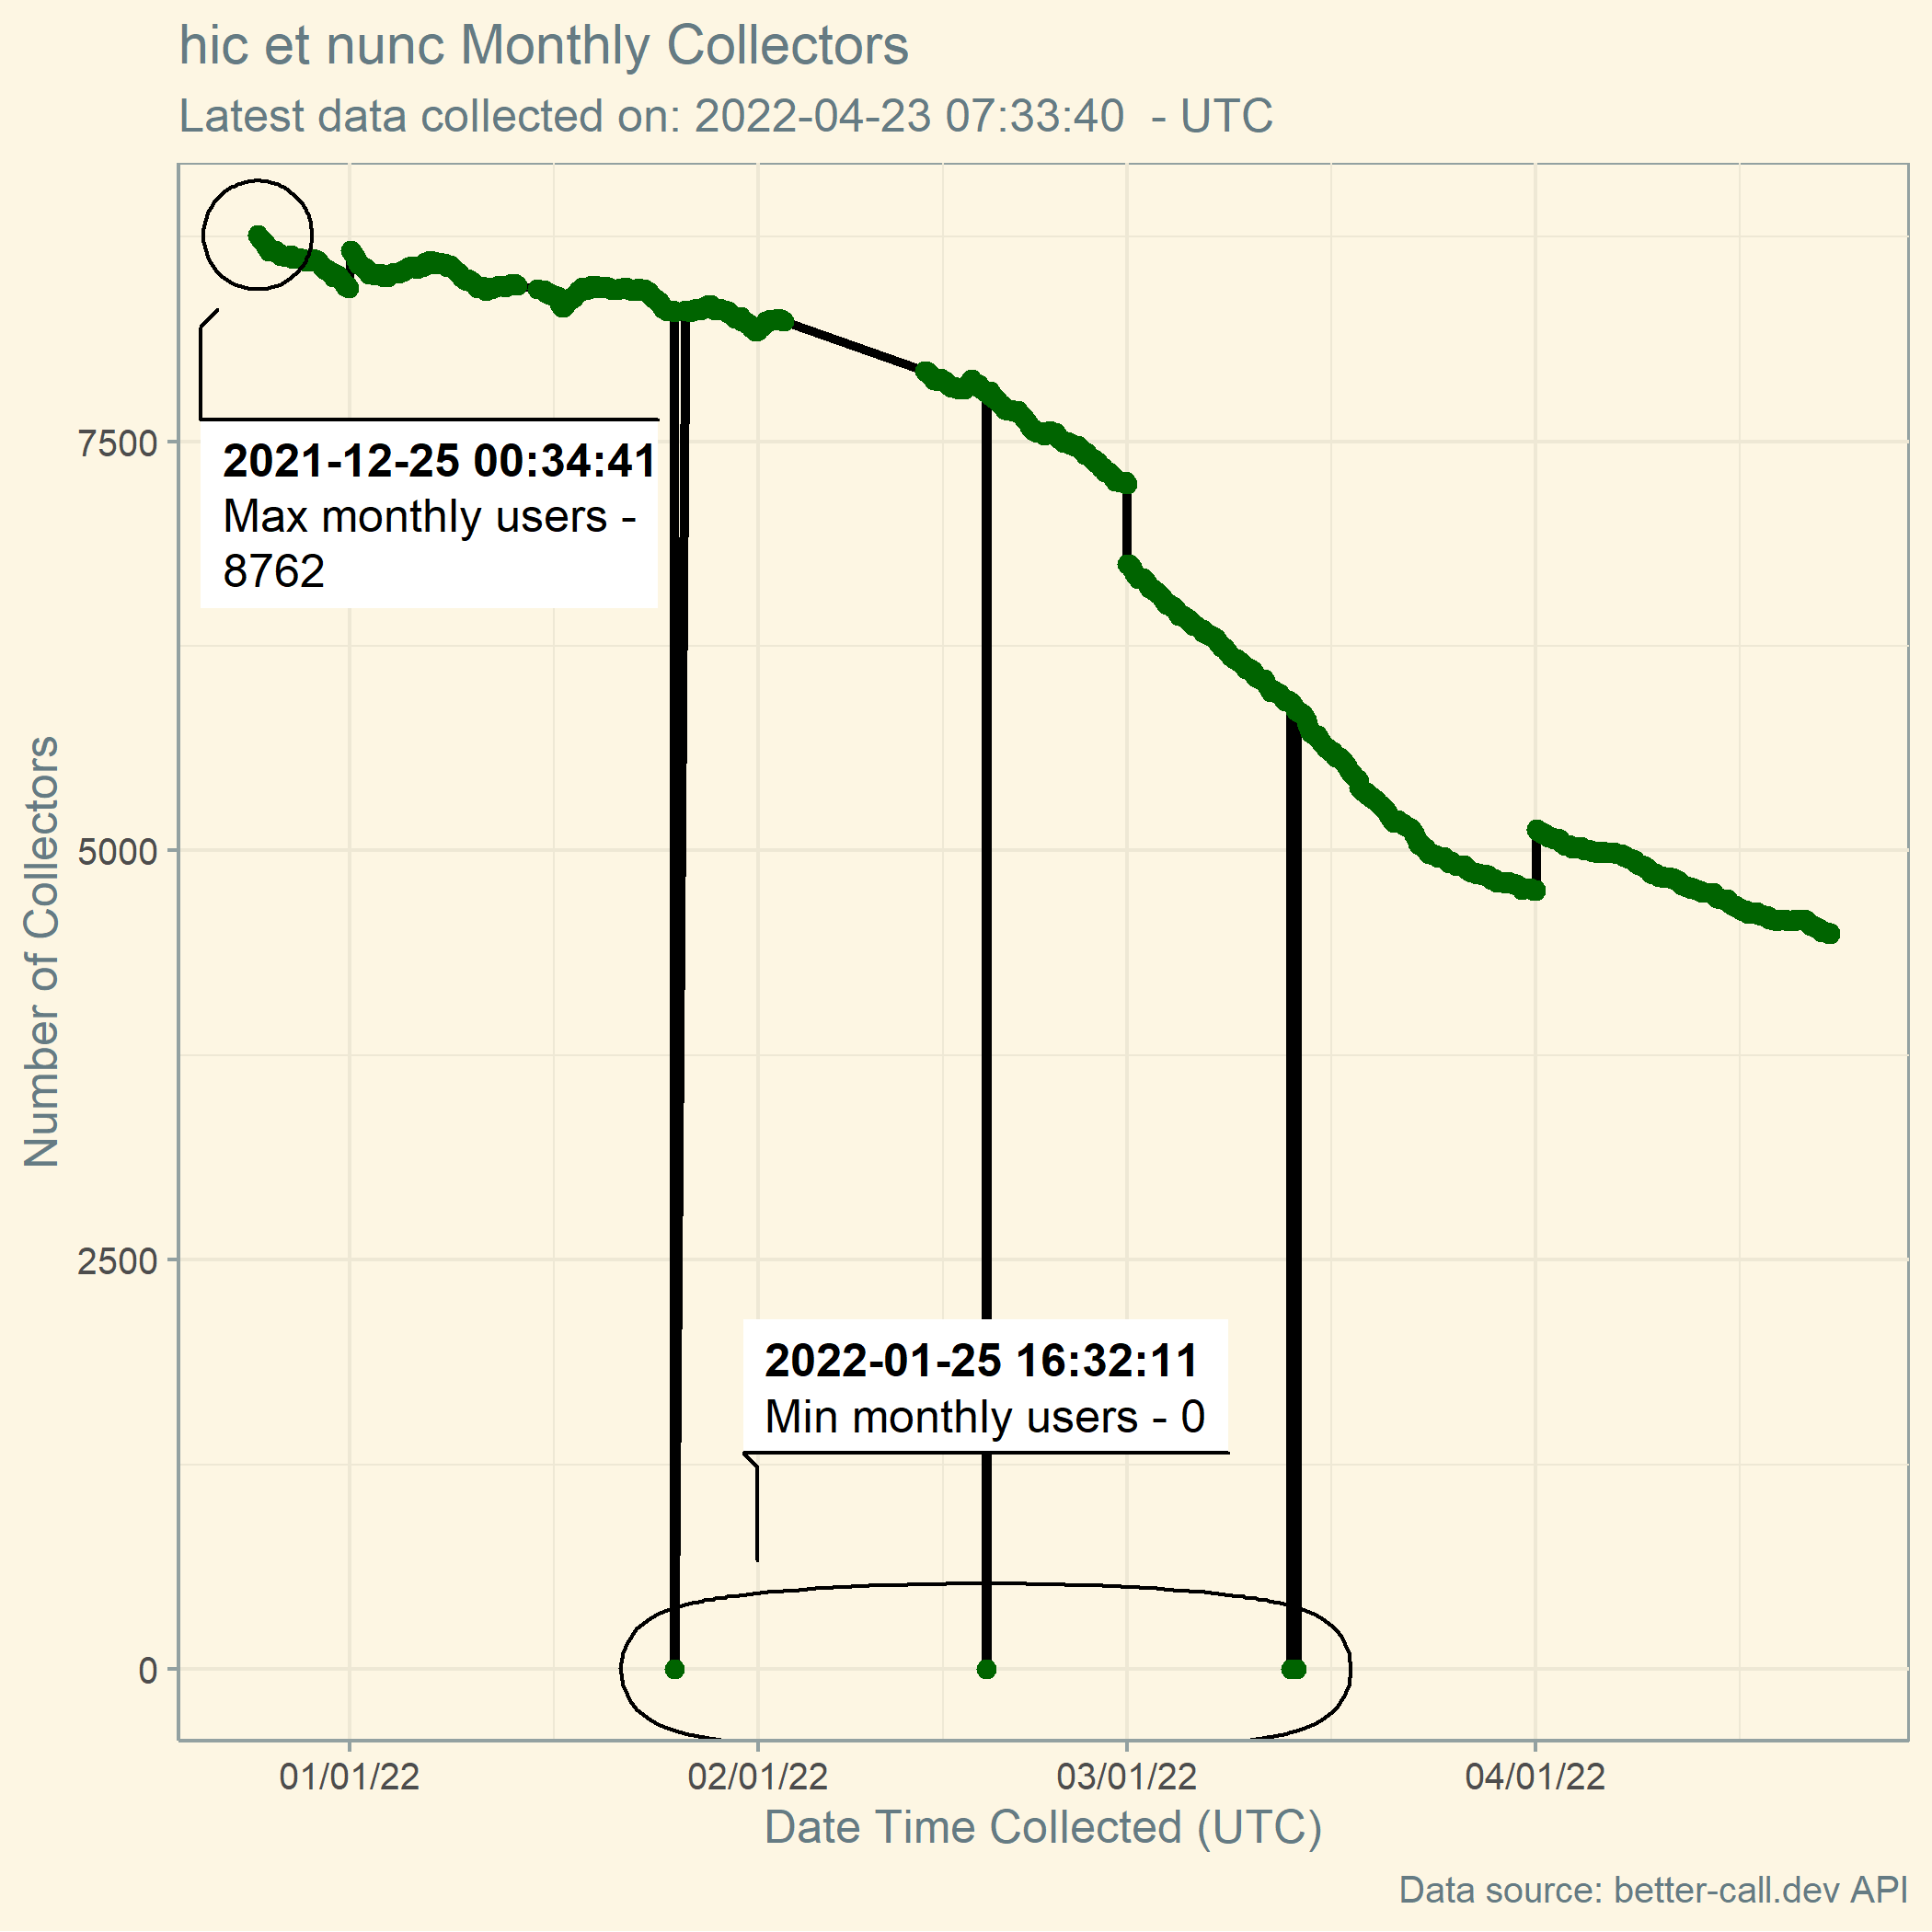 hic et nunc Monthly Collectors
Latest data collected on: 2022-04-23 07:33:40  - UTC
Number of Collectors
7500
5000
2500
0
2021-12-25 00:34:41
Max monthly users -
8762
2022-01-25 16:32:11
Min monthly users - 0
01/01/22 02/01/22 03/01/22 04/01/22
Date Time Collected (UTC)
Data source: better-call.dev API